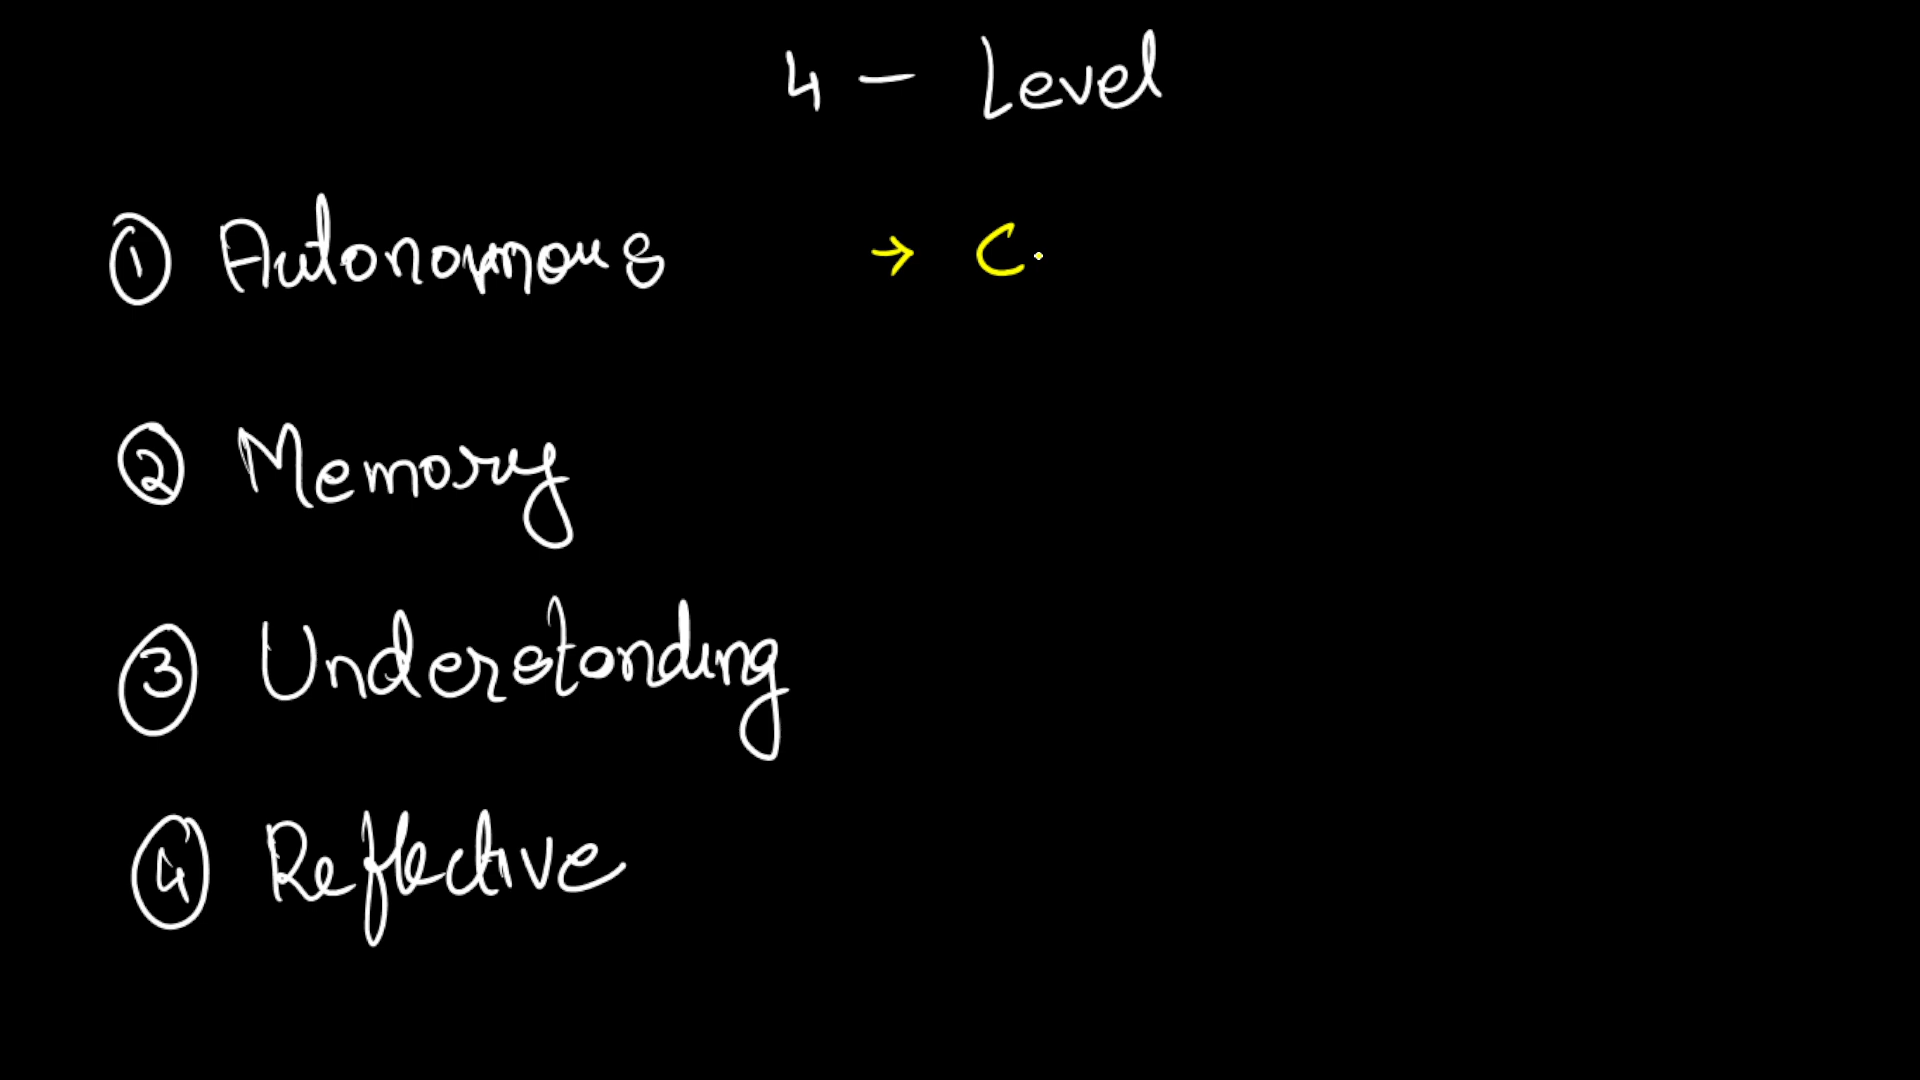 4 - Level
① Autonomous → C
② Memory
③ Understanding
④ Reflective